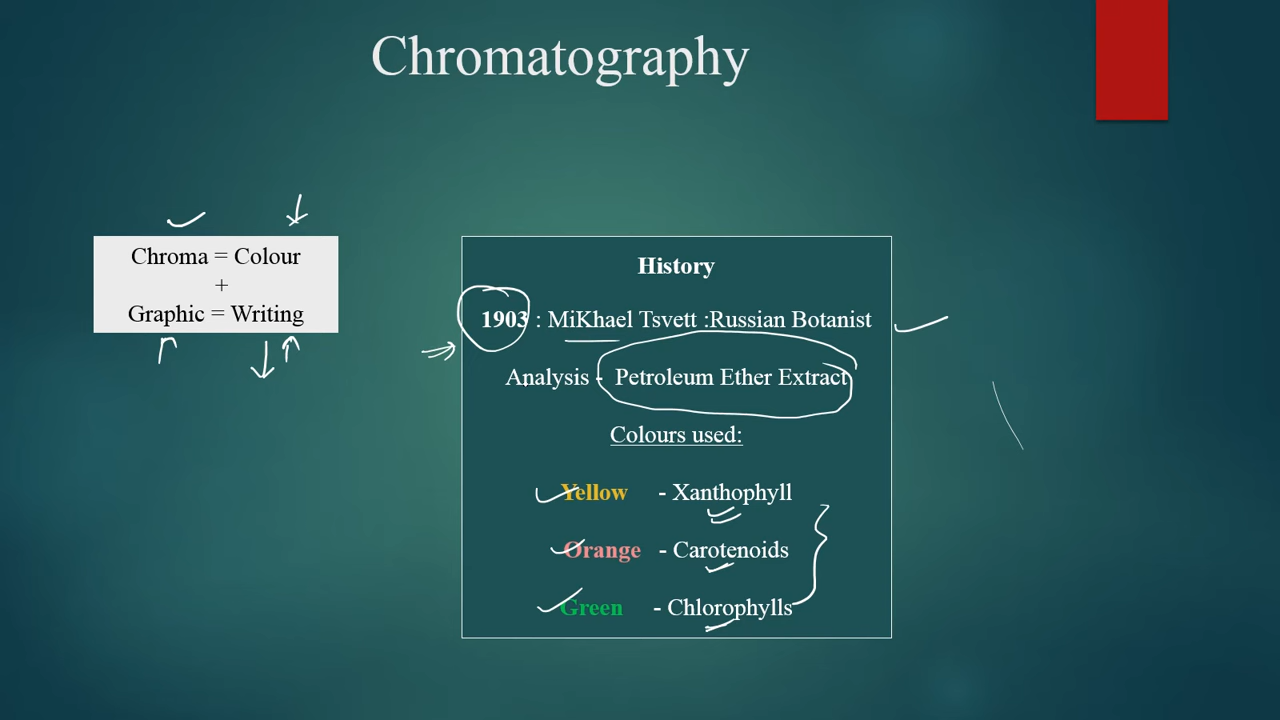 Chromatography
Chroma = Colour
+
Graphic = Writing
History
1903 : MiKhael Tsvett :Russian Botanist
Analysis - Petroleum Ether Extract
Colours used:
Yellow - Xanthophyll
Orange - Carotenoids
Green - Chlorophylls